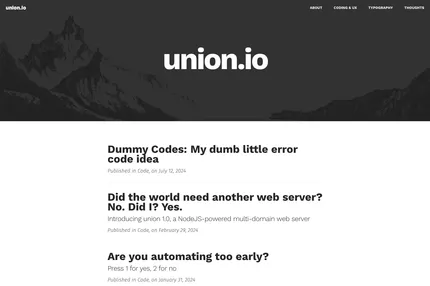 union.io
ABOUT
CODING & UX
TYPOGRAPHY
THOUGHTS
union.io
Dummy Codes: My dumb little error
code idea
Published in Code, on July 12, 2024
Did the world need another web server?
No. Did I? Yes.
Introducing union 1.0, a NodeJS-powered multi-domain web server
Published in Code, on February 29, 2024
Are you automating too early?
Press 1 for yes, 2 for no
Published in Code, on January 31, 2024